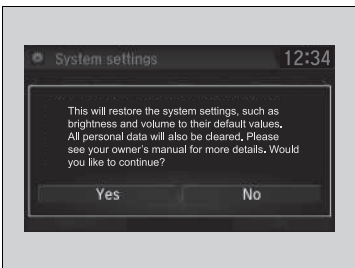 System settings
12:34
This will restore the system settings, such as
brightness and volume to their default values.
All personal data will also be cleared. Please
see your owner's manual for more details. Would
you like to continue?
Yes
No